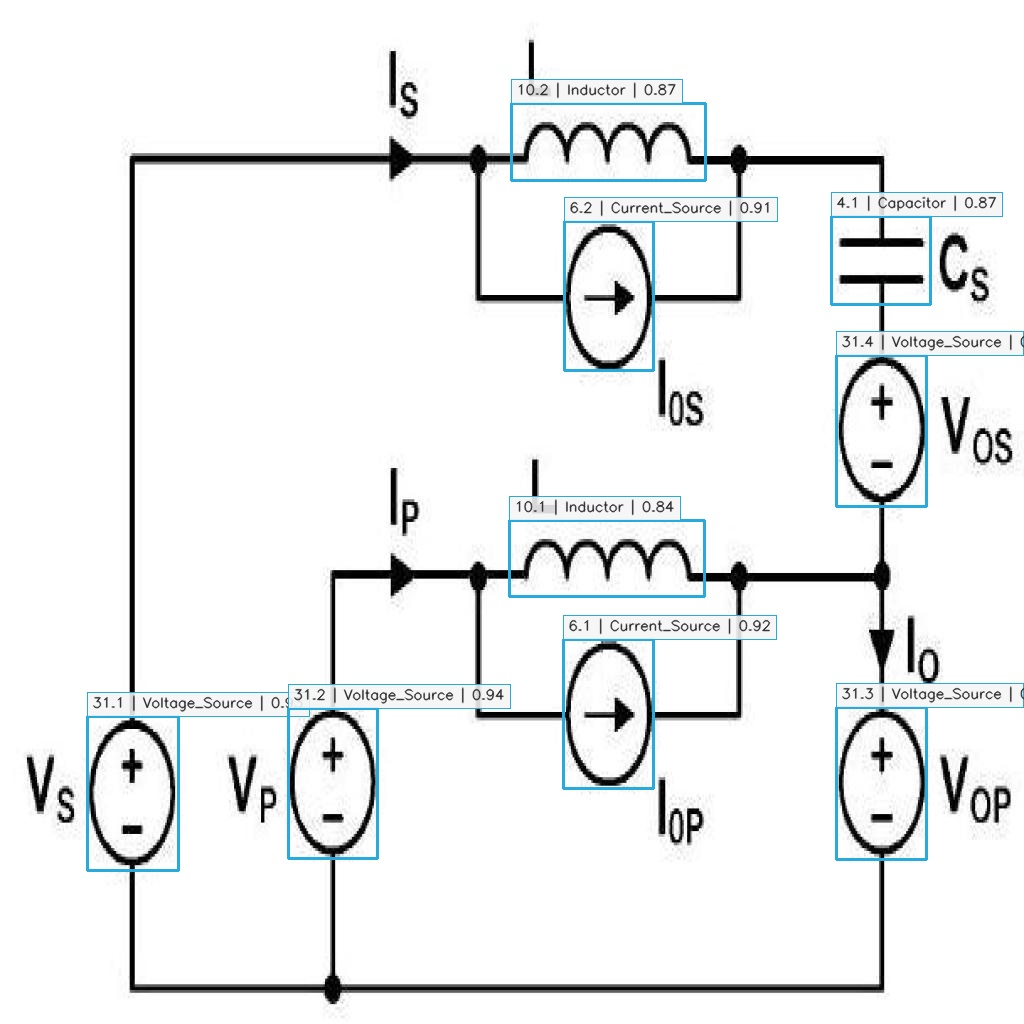 I_S
10.2 | Inductor | 0.87
6.2 | Current_Source | 0.91
4.1 | Capacitor | 0.87
C_S
31.4 | Voltage_Source |
+
I_0S
V_OS
−
I_P
10.1 | Inductor | 0.84
6.1 | Current_Source | 0.92
I_O
31.1 | Voltage_Source |
31.2 | Voltage_Source | 0.94
31.3 | Voltage_Source |
V_S
+
−
V_P
+
−
I_0P
+
−
V_OP